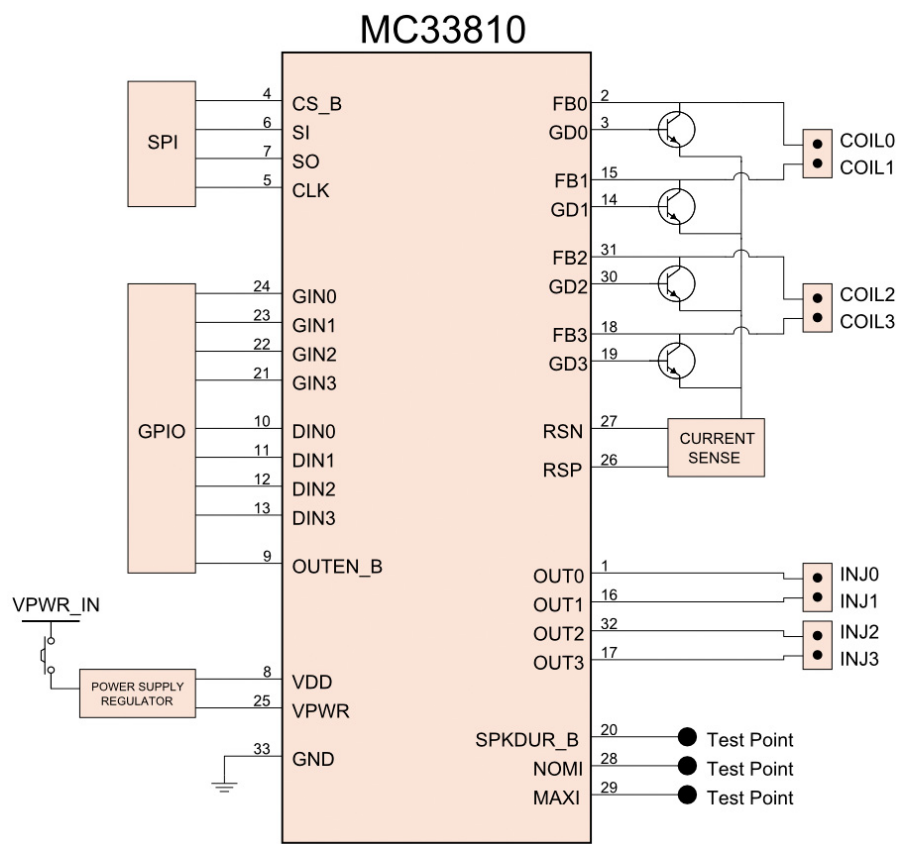 MC33810
SPI
4 CS_B
6 SI
7 SO
5 CLK
GPIO
24 GIN0
23 GIN1
22 GIN2
21 GIN3
10 DIN0
11 DIN1
12 DIN2
13 DIN3
9 OUTEN_B
VPWR_IN
POWER SUPPLY
REGULATOR
8 VDD
25 VPWR
33 GND
FB0 2
GD0 3
FB1 15
GD1 14
FB2 31
GD2 30
FB3 18
GD3 19
COIL0
COIL1
COIL2
COIL3
RSN 27
RSP 26
CURRENT
SENSE
OUT0 1
OUT1 16
OUT2 32
OUT3 17
INJ0
INJ1
INJ2
INJ3
SPKDUR_B 20 Test Point
NOMI 28 Test Point
MAXI 29 Test Point